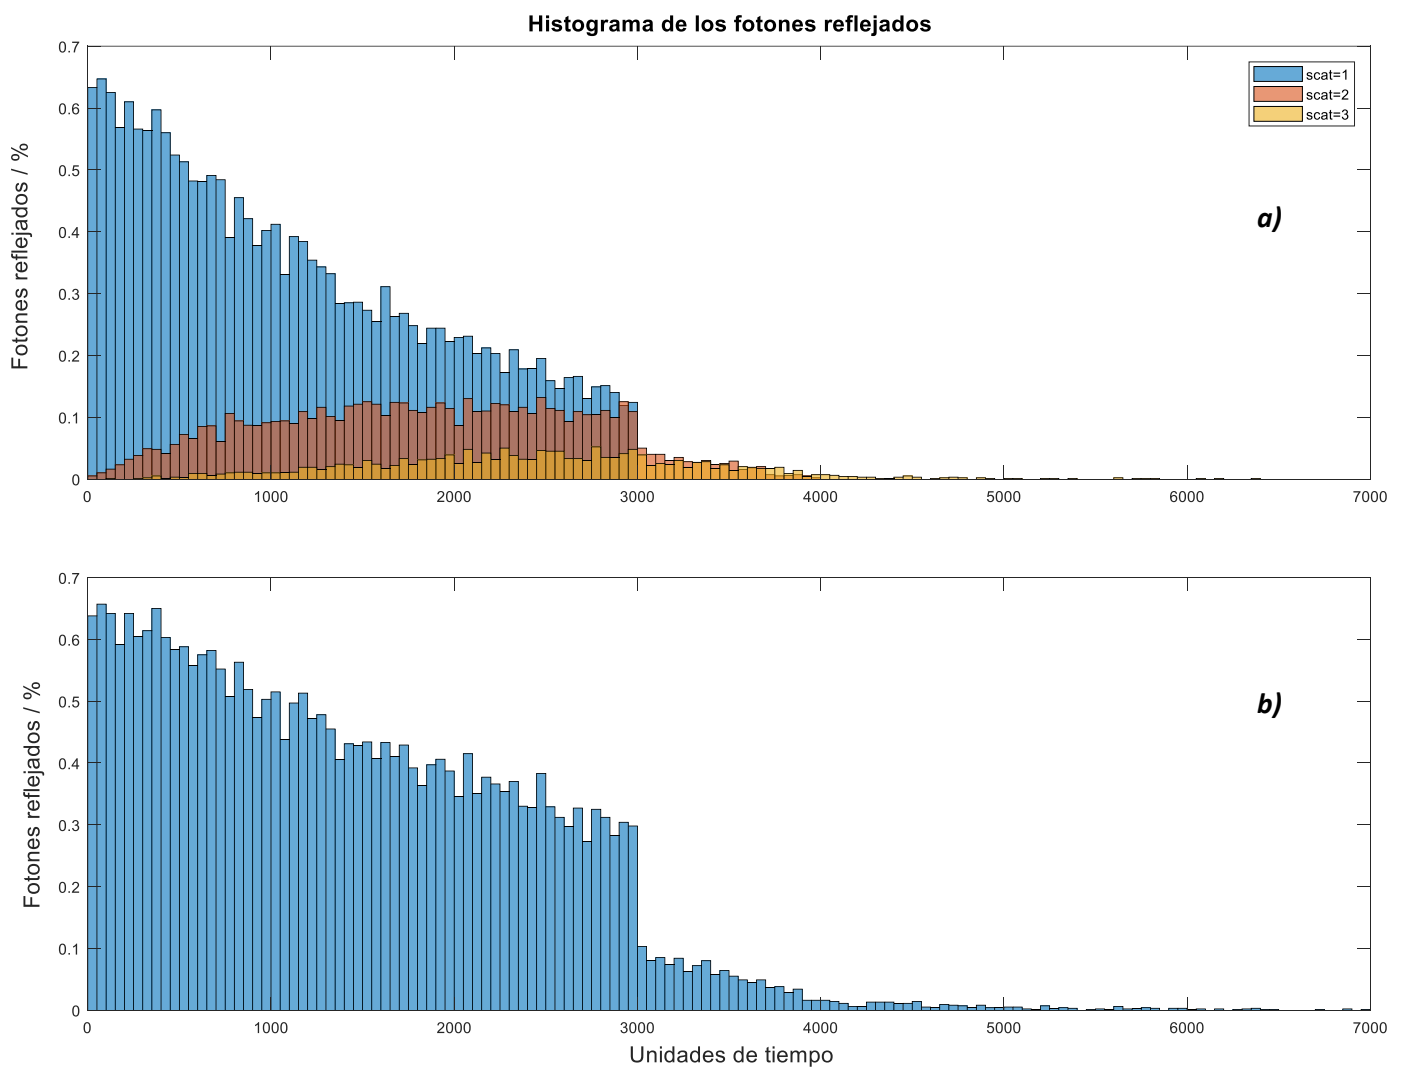 Histograma de los fotones reflejados
Fotones reflejados / %
0.7
0.6
0.5
0.4
0.3
0.2
0.1
0
scat=1
scat=2
scat=3
a)
0 1000 2000 3000 4000 5000 6000 7000
Fotones reflejados / %
0.7
0.6
0.5
0.4
0.3
0.2
0.1
0
b)
0 1000 2000 3000 4000 5000 6000 7000
Unidades de tiempo